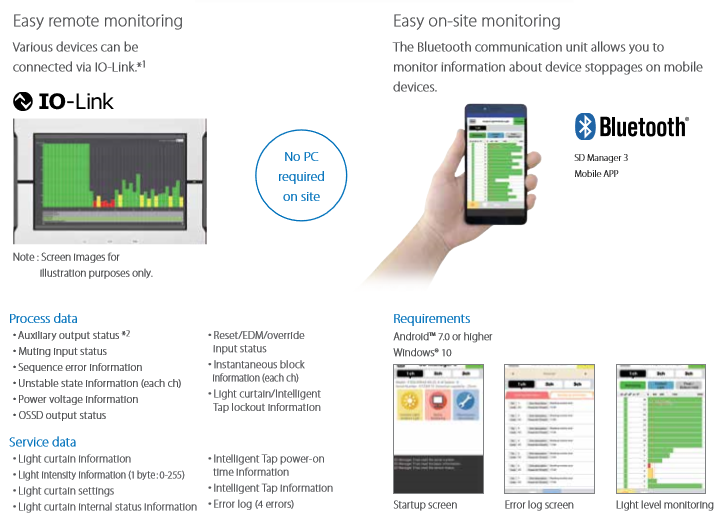 Easy remote monitoring
Various devices can be
connected via IO-Link.*1
IO-Link
No PC
required
on site
Note : Screen images for
illustration purposes only.
Easy on-site monitoring
The Bluetooth communication unit allows you to
monitor information about device stoppages on mobile
devices.
Bluetooth®
SD Manager 3
Mobile APP
Process data
• Auxiliary output status *2
• Muting input status
• Sequence error information
• Unstable state information (each ch)
• Power voltage information
• OSSD output status
• Reset/EDM/override
input status
• Instantaneous block
information (each ch)
• Light curtain/Intelligent
Tap lockout information
Service data
• Light curtain information
• Light intensity information (1 byte:0-255)
• Light curtain settings
• Light curtain internal status information
• Intelligent Tap power-on
time information
• Intelligent Tap information
• Error log (4 errors)
Requirements
Android™ 7.0 or higher
Windows® 10
Startup screen
Error log screen
Light level monitoring